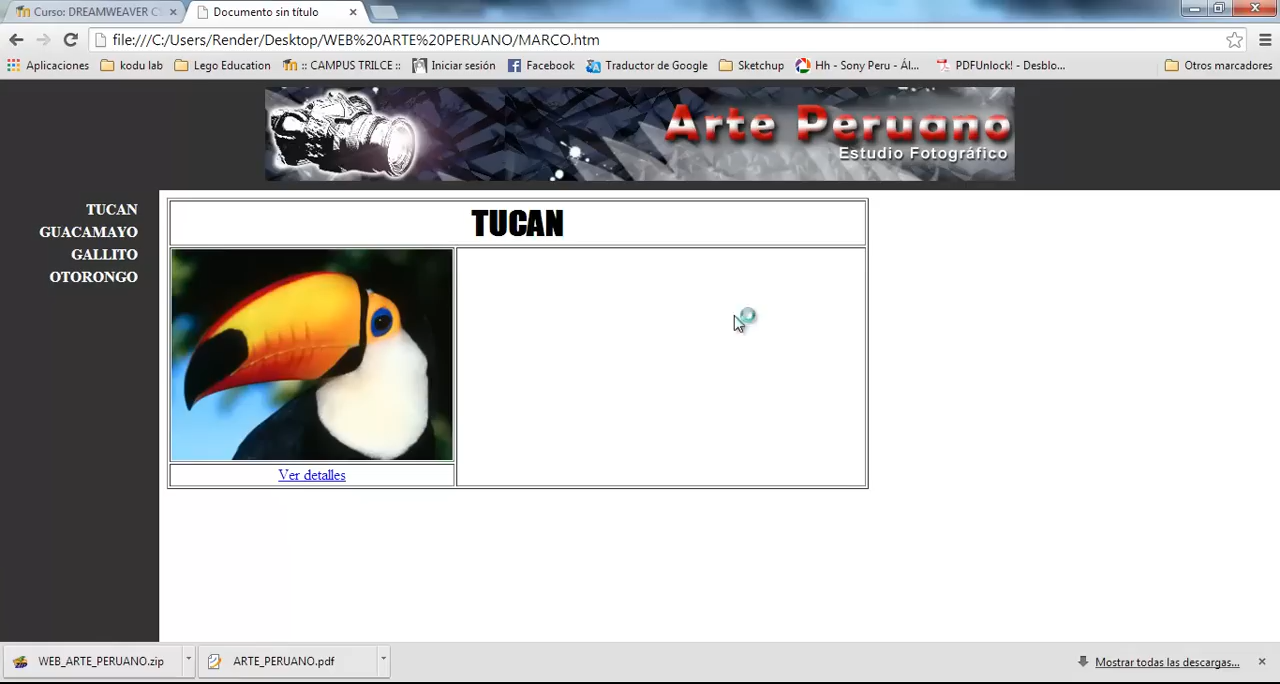 Curso: DREAMWEAVER C
Documento sin título
file:///C:/Users/Render/Desktop/WEB%20ARTE%20PERUANO/MARCO.htm
Aplicaciones kodu lab Lego Education :: CAMPUS TRILCE :: Iniciar sesión Facebook Traductor de Google Sketchup Hh - Sony Peru - Ál... PDFUnlock! - Desblo... Otros marcadores
Arte Peruano
Estudio Fotográfico
TUCAN
GUACAMAYO
GALLITO
OTORONGO
TUCAN
Ver detalles
WEB_ARTE_PERUANO.zip
ARTE_PERUANO.pdf
Mostrar todas las descargas...